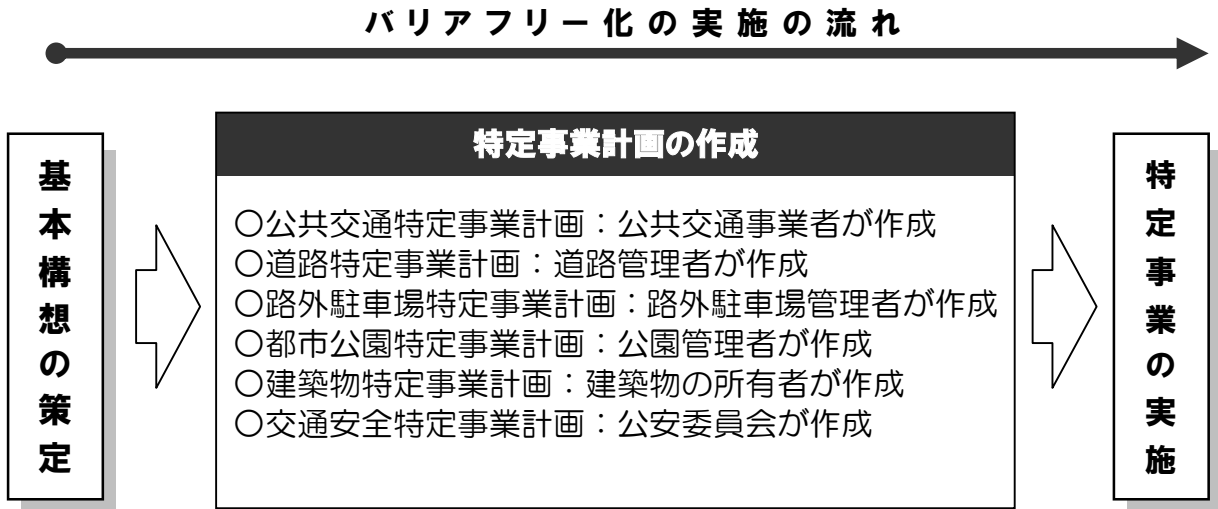 バリアフリー化の実施の流れ
基本構想の策定
特定事業計画の作成
○公共交通特定事業計画：公共交通事業者が作成
○道路特定事業計画：道路管理者が作成
○路外駐車場特定事業計画：路外駐車場管理者が作成
○都市公園特定事業計画：公園管理者が作成
○建築物特定事業計画：建築物の所有者が作成
○交通安全特定事業計画：公安委員会が作成
特定事業の実施